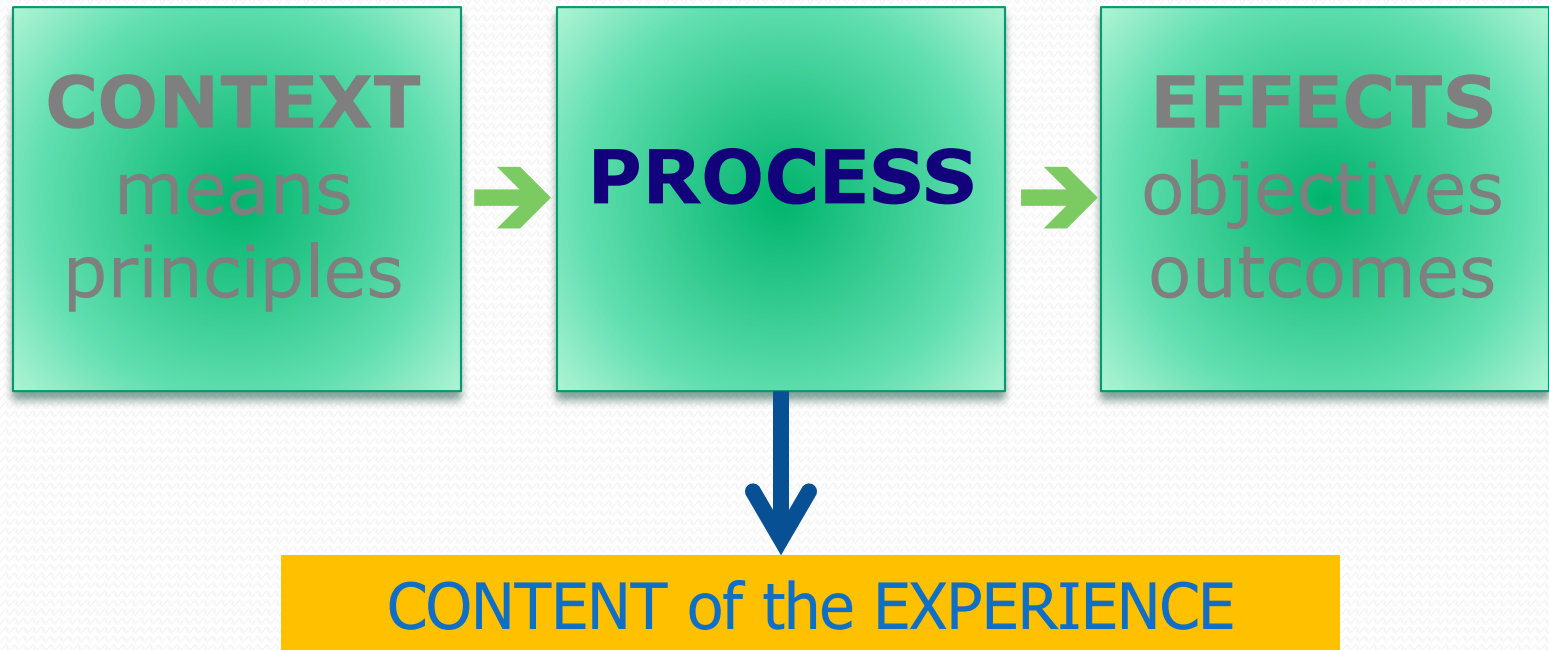 CONTEXT
means
principles
PROCESS
EFFECTS
objectives
outcomes
CONTENT of the EXPERIENCE